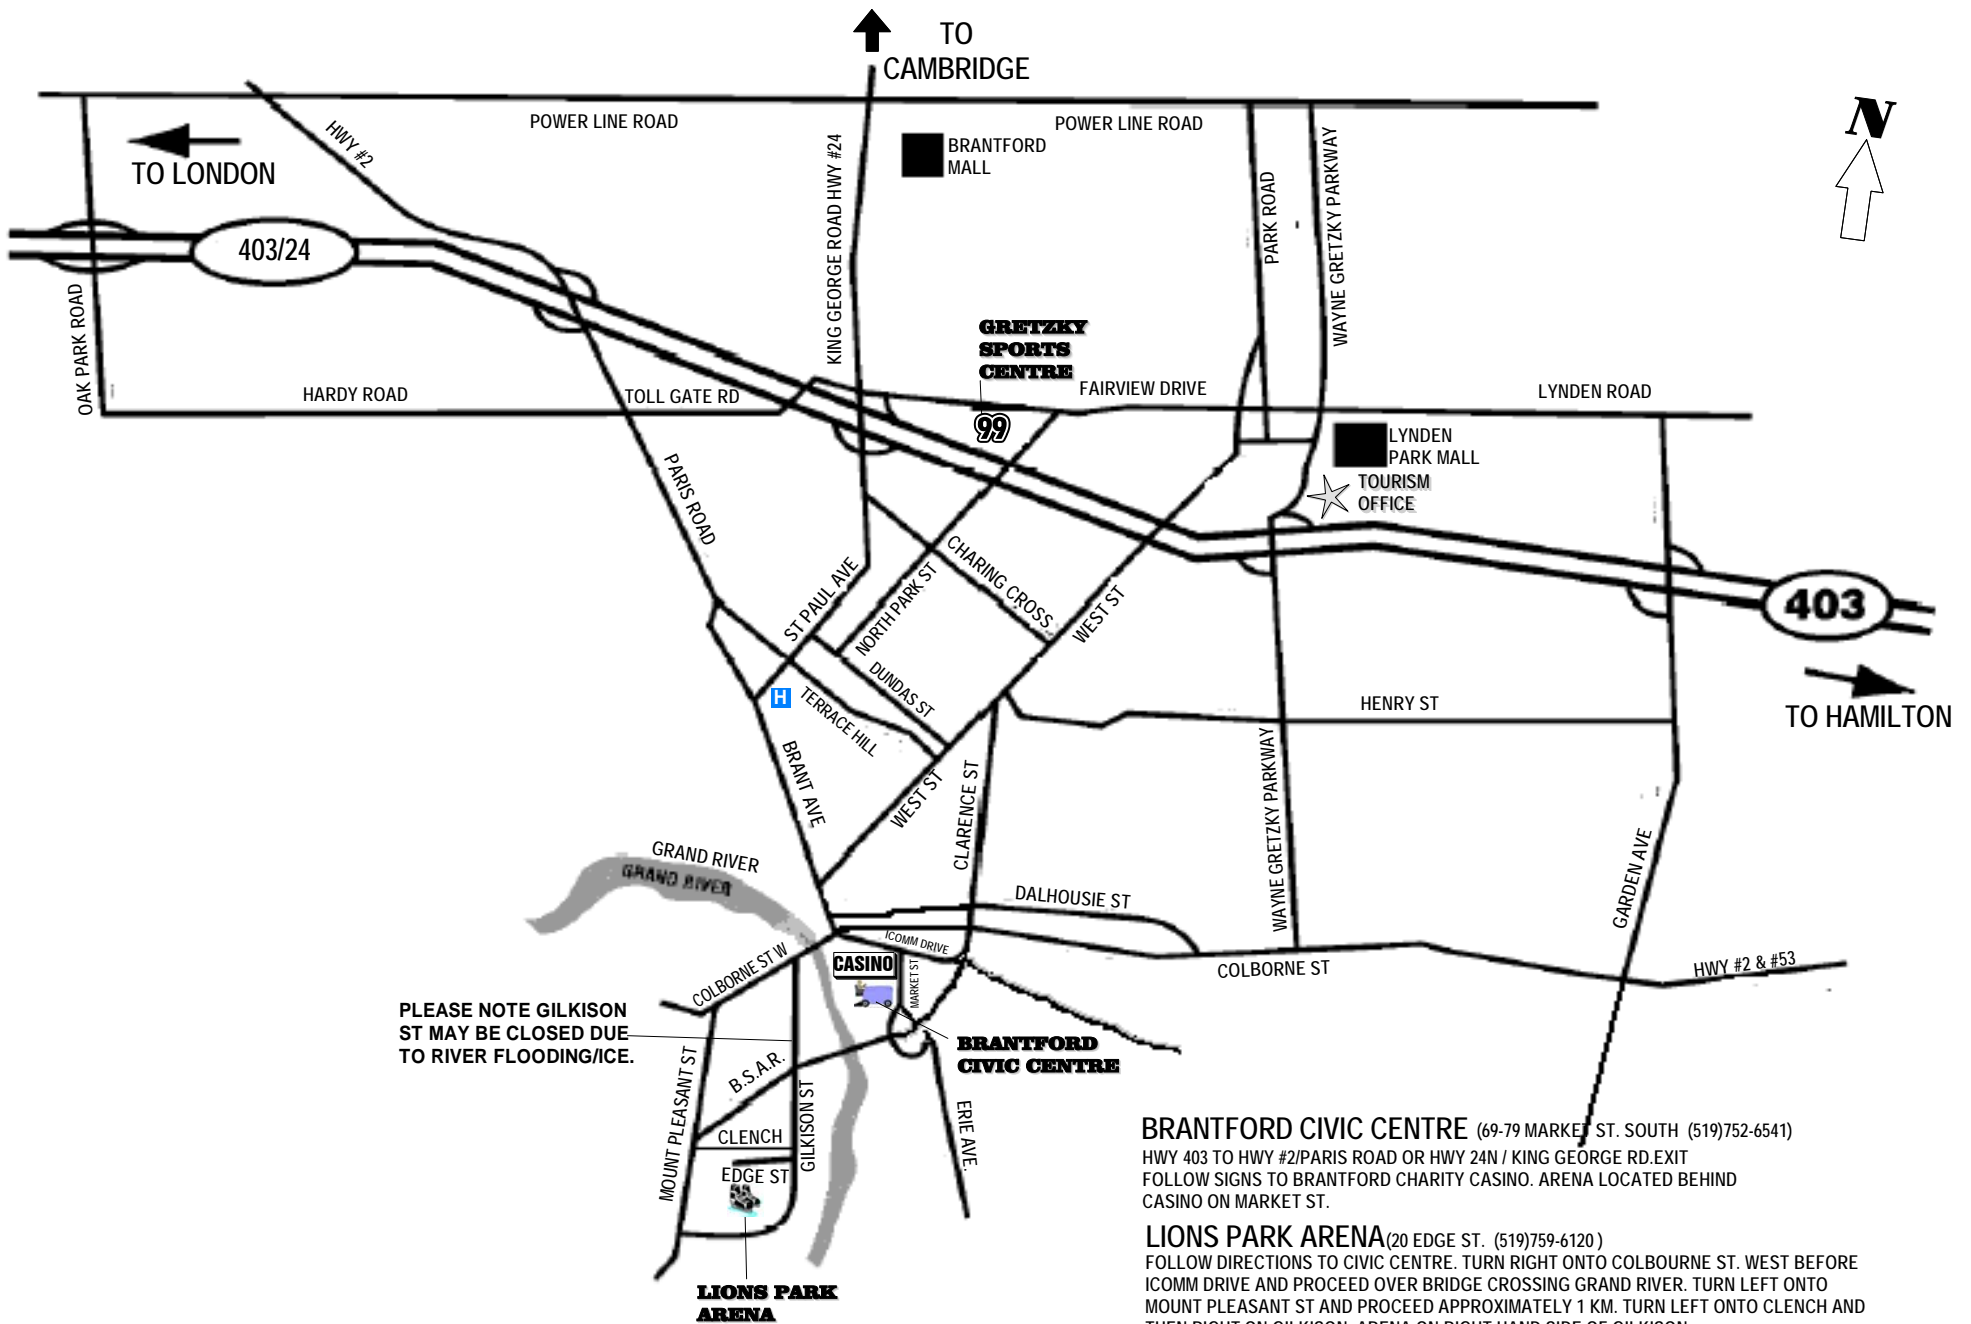 TO
CAMBRIDGE
POWER LINE ROAD
POWER LINE ROAD
N
HWY #2
TO LONDON
BRANTFORD
MALL
KING GEORGE ROAD HWY #24
PARK ROAD
WAYNE GRETZKY PARKWAY
403/24
OAK PARK ROAD
GRETZKY
SPORTS
CENTRE
HARDY ROAD
TOLL GATE RD
FAIRVIEW DRIVE
LYNDEN ROAD
99
LYNDEN
PARK MALL
TOURISM
OFFICE
PARIS ROAD
CHARING CROSS
ST PAUL AVE
NORTH PARK ST
WEST ST
403
DUNDAS ST
H
TERRACE HILL
HENRY ST
TO HAMILTON
BRANT AVE
WEST ST
CLARENCE ST
WAYNE GRETZKY PARKWAY
GARDEN AVE
GRAND RIVER
GRAND RIVER
DALHOUSIE ST
ICOMM DRIVE
COLBORNE ST W
CASINO
MARKET ST
COLBORNE ST
HWY #2 & #53
PLEASE NOTE GILKISON
ST MAY BE CLOSED DUE
TO RIVER FLOODING/ICE.
BRANTFORD
CIVIC CENTRE
B.S.A.R.
MOUNT PLEASANT ST
GILKISON ST
ERIE AVE.
CLENCH
EDGE ST
LIONS PARK
ARENA
BRANTFORD CIVIC CENTRE (69-79 MARKET ST. SOUTH (519)752-6541)
HWY 403 TO HWY #2/PARIS ROAD OR HWY 24N / KING GEORGE RD.EXIT
FOLLOW SIGNS TO BRANTFORD CHARITY CASINO. ARENA LOCATED BEHIND
CASINO ON MARKET ST.
LIONS PARK ARENA(20 EDGE ST. (519)759-6120 )
FOLLOW DIRECTIONS TO CIVIC CENTRE. TURN RIGHT ONTO COLBOURNE ST. WEST BEFORE
ICOMM DRIVE AND PROCEED OVER BRIDGE CROSSING GRAND RIVER. TURN LEFT ONTO
MOUNT PLEASANT ST AND PROCEED APPROXIMATELY 1 KM. TURN LEFT ONTO CLENCH AND
THEN RIGHT ON GILKISON. ARENA ON RIGHT HAND SIDE OF GILKISON.